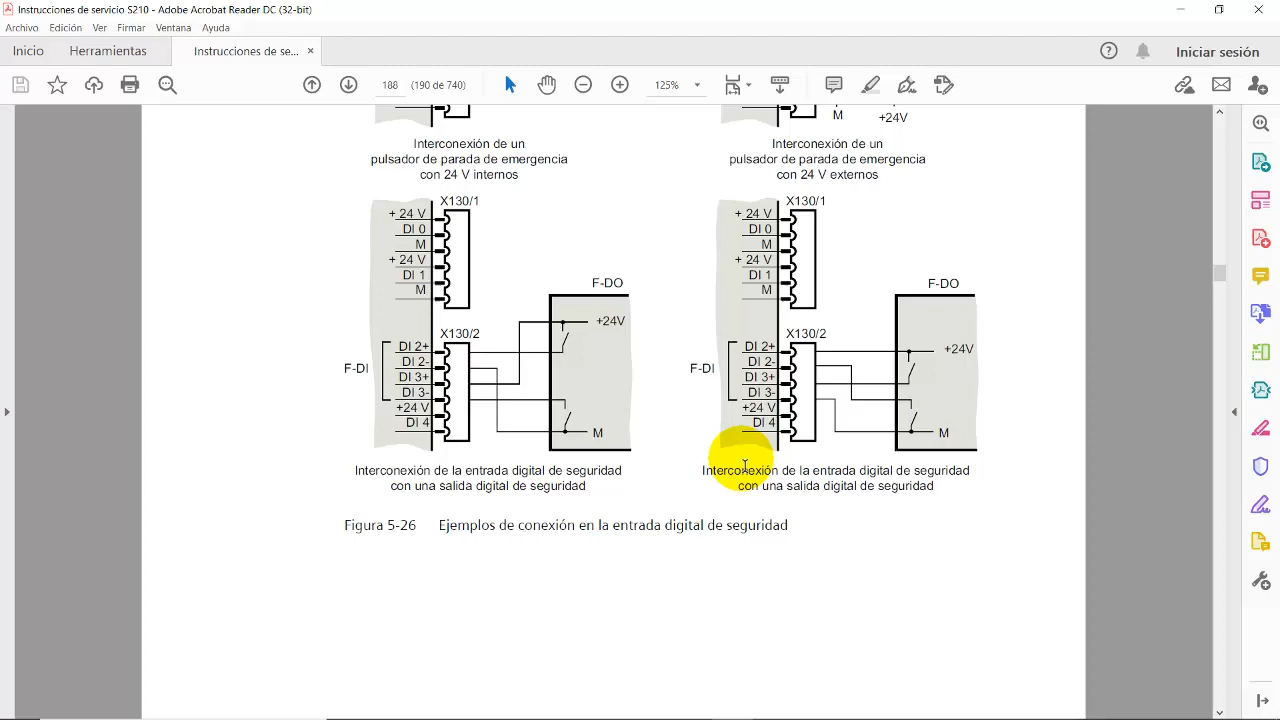 Instrucciones de servicio S210 - Adobe Acrobat Reader DC (32-bit)
Archivo Edición Ver Firmar Ventana Ayuda
Inicio Herramientas Instrucciones de se... × Iniciar sesión
188 (190 de 740) 125%
M +24V
Interconexión de un
pulsador de parada de emergencia
con 24 V internos
Interconexión de un
pulsador de parada de emergencia
con 24 V externos
X130/1
+ 24 V
DI 0
M
+ 24 V
DI 1
M
F-DO
+24V
X130/2
F-DI
DI 2+
DI 2-
DI 3+
DI 3-
+24 V
DI 4
M
Interconexión de la entrada digital de seguridad
con una salida digital de seguridad
X130/1
+ 24 V
DI 0
M
+ 24 V
DI 1
M
F-DO
+24V
X130/2
F-DI
DI 2+
DI 2-
DI 3+
DI 3-
+24 V
DI 4
M
Interconexión de la entrada digital de seguridad
con una salida digital de seguridad
Figura 5-26 Ejemplos de conexión en la entrada digital de seguridad